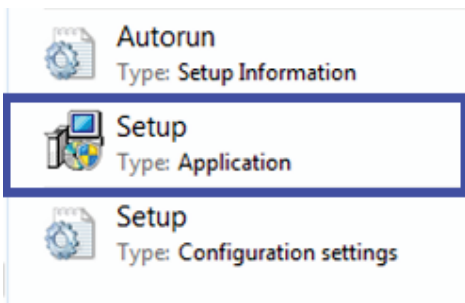 Autorun
Type: Setup Information
Setup
Type: Application
Setup
Type: Configuration settings